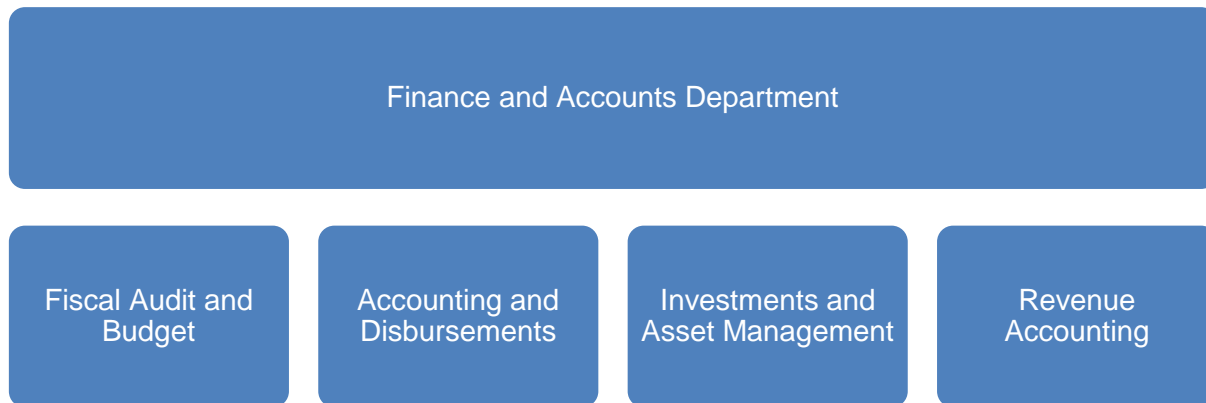 Finance and Accounts Department
Fiscal Audit and
Budget
Accounting and
Disbursements
Investments and
Asset Management
Revenue
Accounting